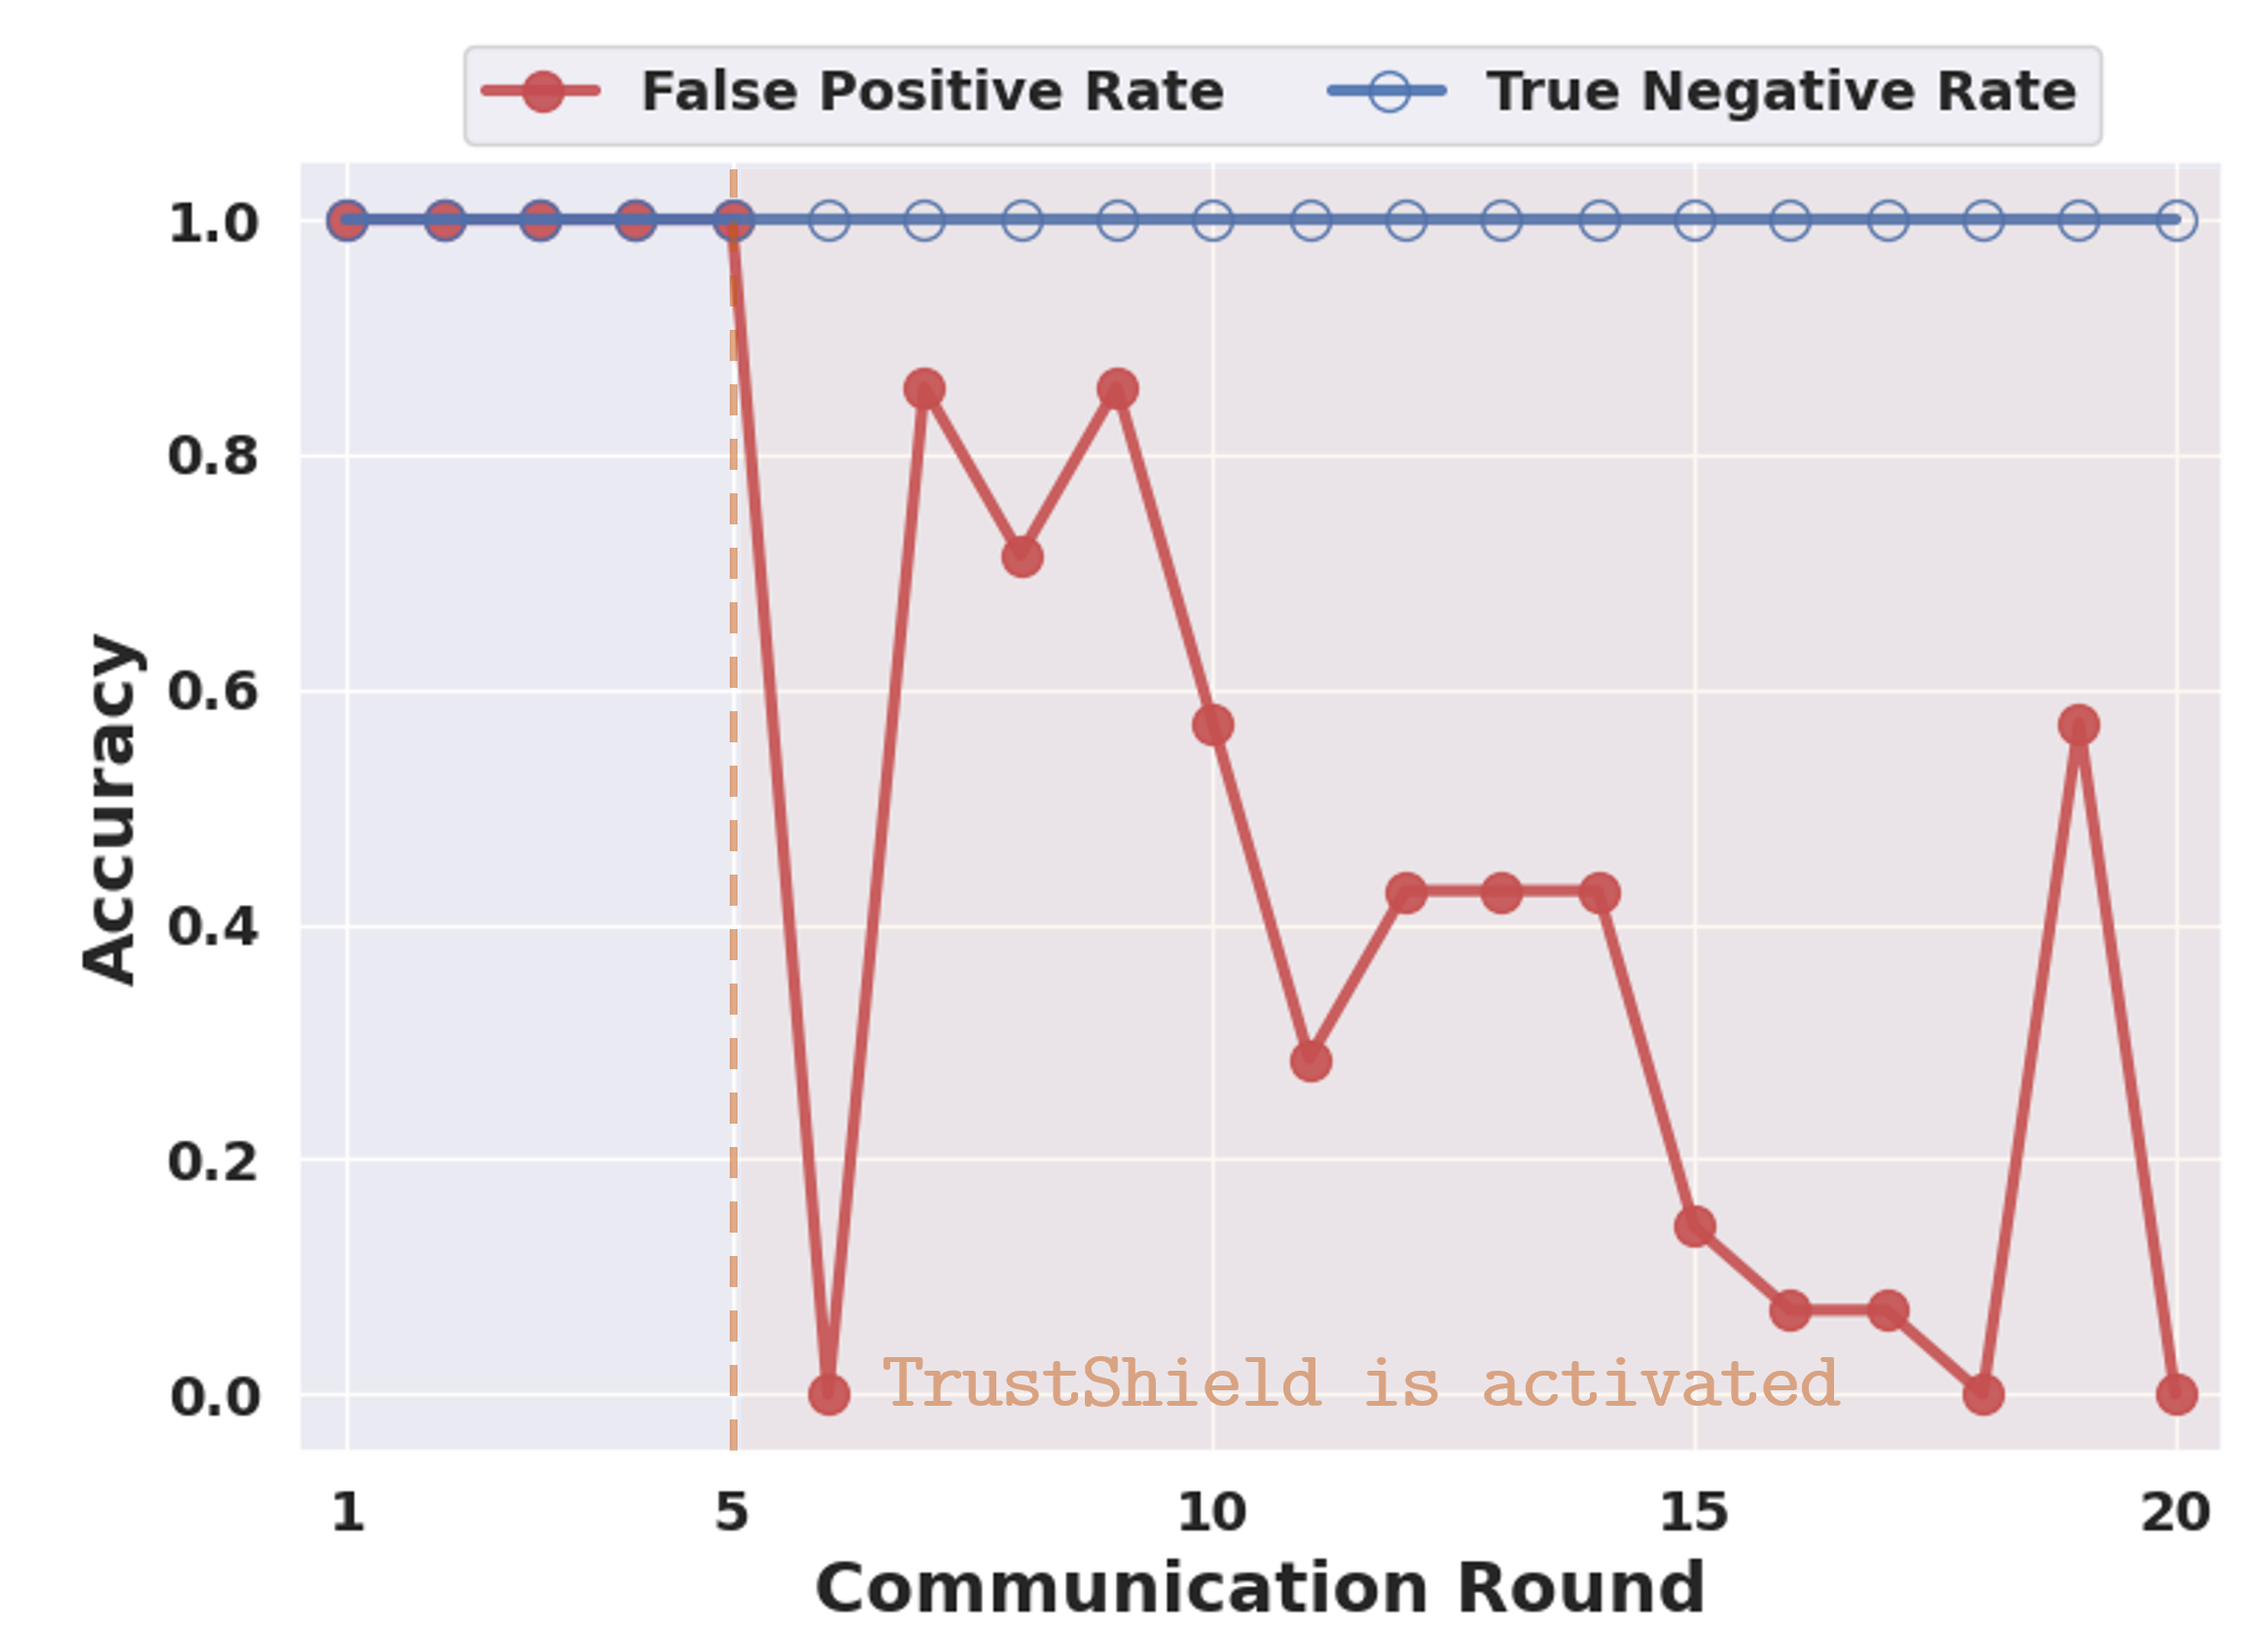 False Positive Rate True Negative Rate
1.0
0.8
0.6
0.4
0.2
0.0
Accuracy
TrustShield is activated
1 5 10 15 20
Communication Round